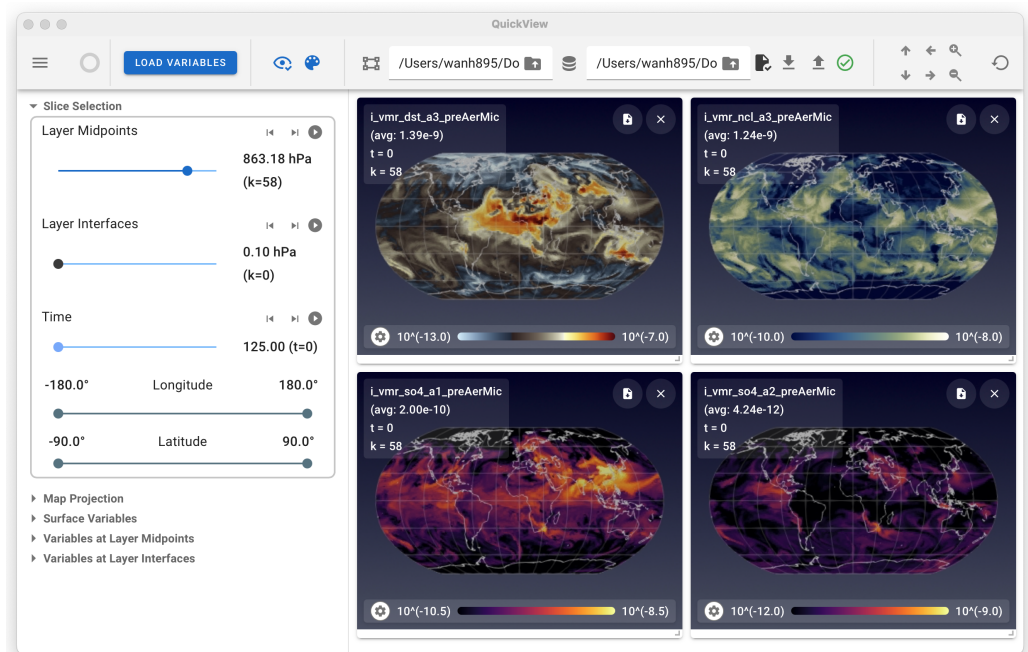 QuickView
LOAD VARIABLES
/Users/wanh895/Do
/Users/wanh895/Do
Slice Selection
Layer Midpoints
863.18 hPa
(k=58)
Layer Interfaces
0.10 hPa
(k=0)
Time
125.00 (t=0)
-180.0° Longitude 180.0°
-90.0° Latitude 90.0°
Map Projection
Surface Variables
Variables at Layer Midpoints
Variables at Layer Interfaces
i_vmr_dst_a3_preAerMic
(avg: 1.39e-9)
t = 0
k = 58
10^(-13.0) 10^(-7.0)
i_vmr_ncl_a3_preAerMic
(avg: 1.24e-9)
t = 0
k = 58
10^(-10.0) 10^(-8.0)
i_vmr_so4_a1_preAerMic
(avg: 2.00e-10)
t = 0
k = 58
10^(-10.5) 10^(-8.5)
i_vmr_so4_a2_preAerMic
(avg: 4.24e-12)
t = 0
k = 58
10^(-12.0) 10^(-9.0)